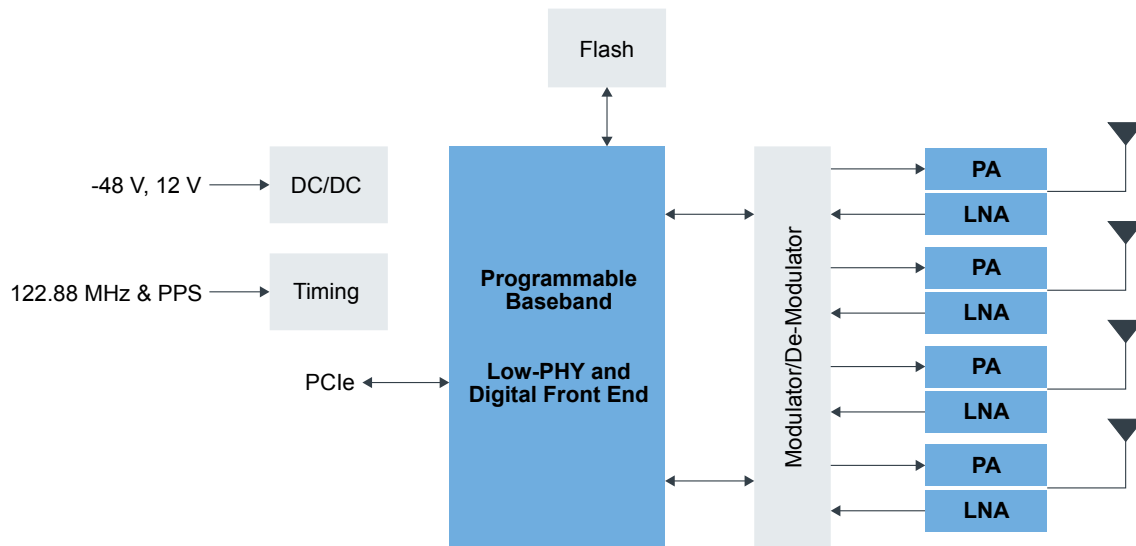 Flash
-48 V, 12 V
DC/DC
122.88 MHz & PPS
Timing
PCIe
Programmable
Baseband
Low-PHY and
Digital Front End
Modulator/De-Modulator
PA
LNA
PA
LNA
PA
LNA
PA
LNA